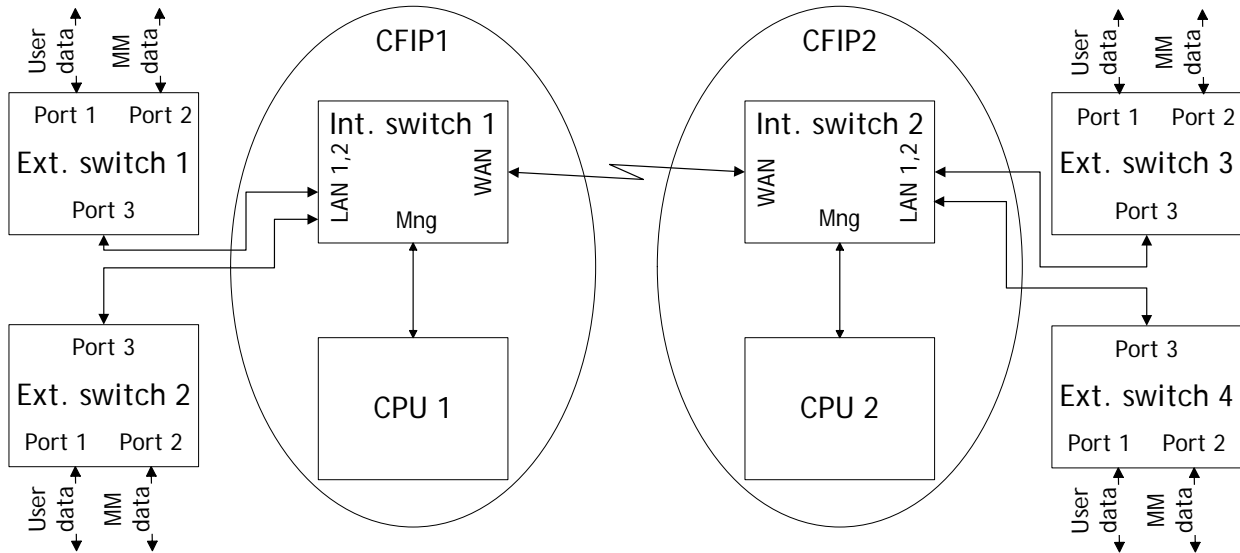 User
data
MM
data
Port 1
Port 2
Ext. switch 1
Port 3
Port 3
Ext. switch 2
Port 1
Port 2
User
data
MM
data
CFIP1
Int. switch 1
LAN 1,2
WAN
Mng
CPU 1
CFIP2
Int. switch 2
WAN
LAN 1,2
Mng
CPU 2
User
data
MM
data
Port 1
Port 2
Ext. switch 3
Port 3
Port 3
Ext. switch 4
Port 1
Port 2
User
data
MM
data